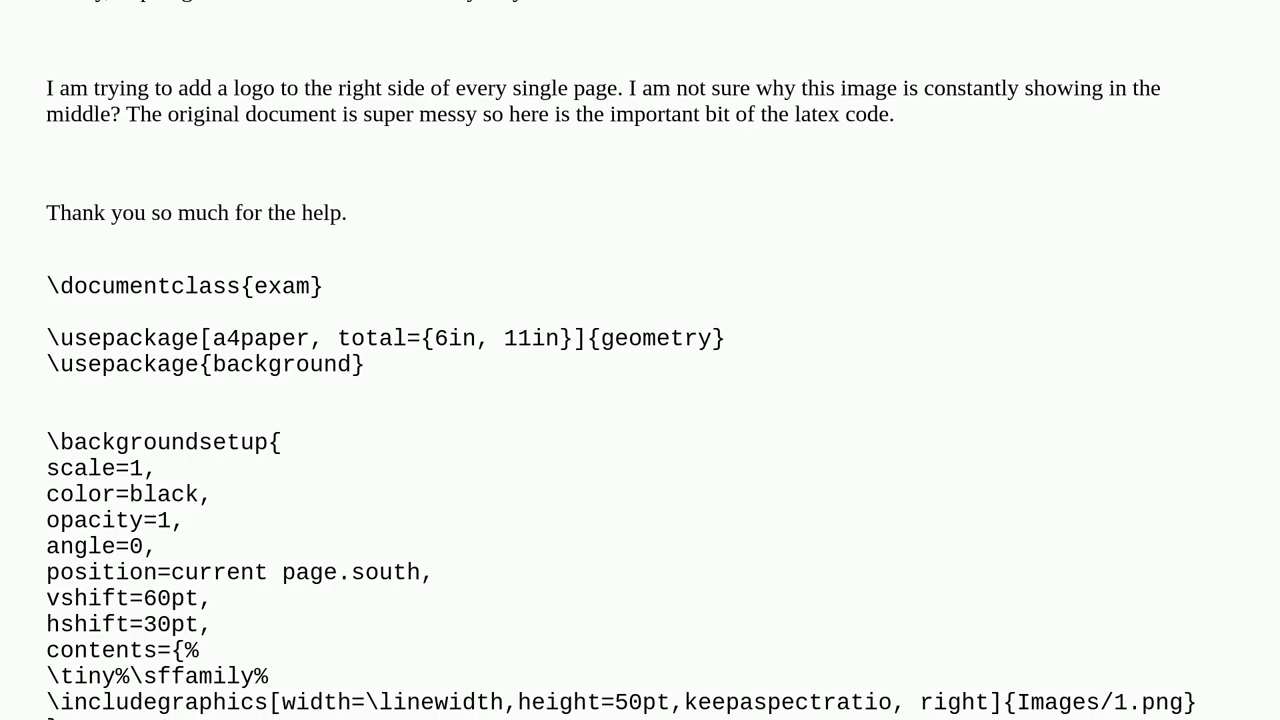 I am trying to add a logo to the right side of every single page. I am not sure why this image is constantly showing in the
middle? The original document is super messy so here is the important bit of the latex code.
Thank you so much for the help.
\documentclass{exam}
\usepackage[a4paper, total={6in, 11in}]{geometry}
\usepackage{background}
\backgroundsetup{
scale=1,
color=black,
opacity=1,
angle=0,
position=current page.south,
vshift=60pt,
hshift=30pt,
contents={%
\tiny%\sffamily%
\includegraphics[width=\linewidth,height=50pt,keepaspectratio, right]{Images/1.png}